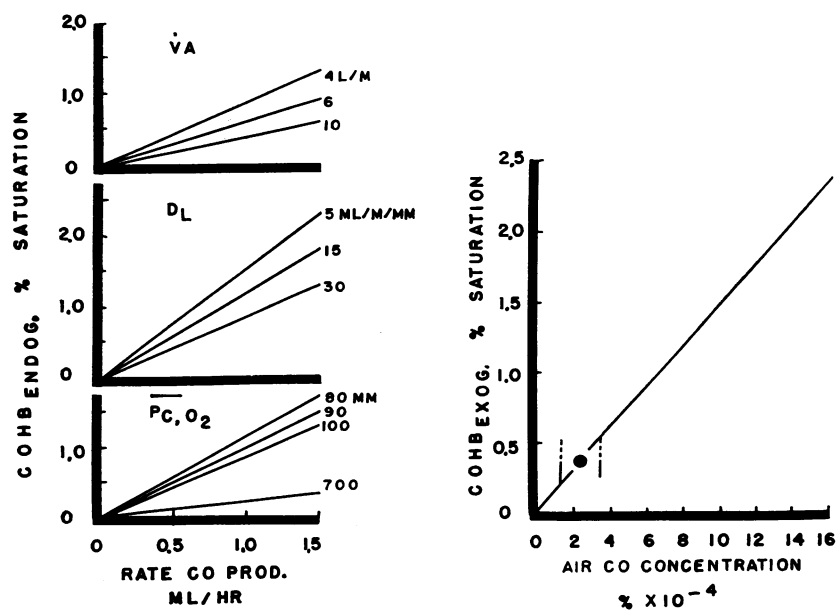 COHB ENDOG. % SATURATION
2.0
1.0
0
V̇A
4 L/M
6
10
2.0
1.0
0
DL
5 ML/M/MM
15
30
1.0
0
PC,O2
80 MM
90
100
700
0 0.5 1.0 1.5
RATE CO PROD.
ML/HR
COHB EXOG. % SATURATION
2.5
2.0
1.5
1.0
0.5
0
0 2 4 6 8 10 12 14 16
AIR CO CONCENTRATION
% X10-4